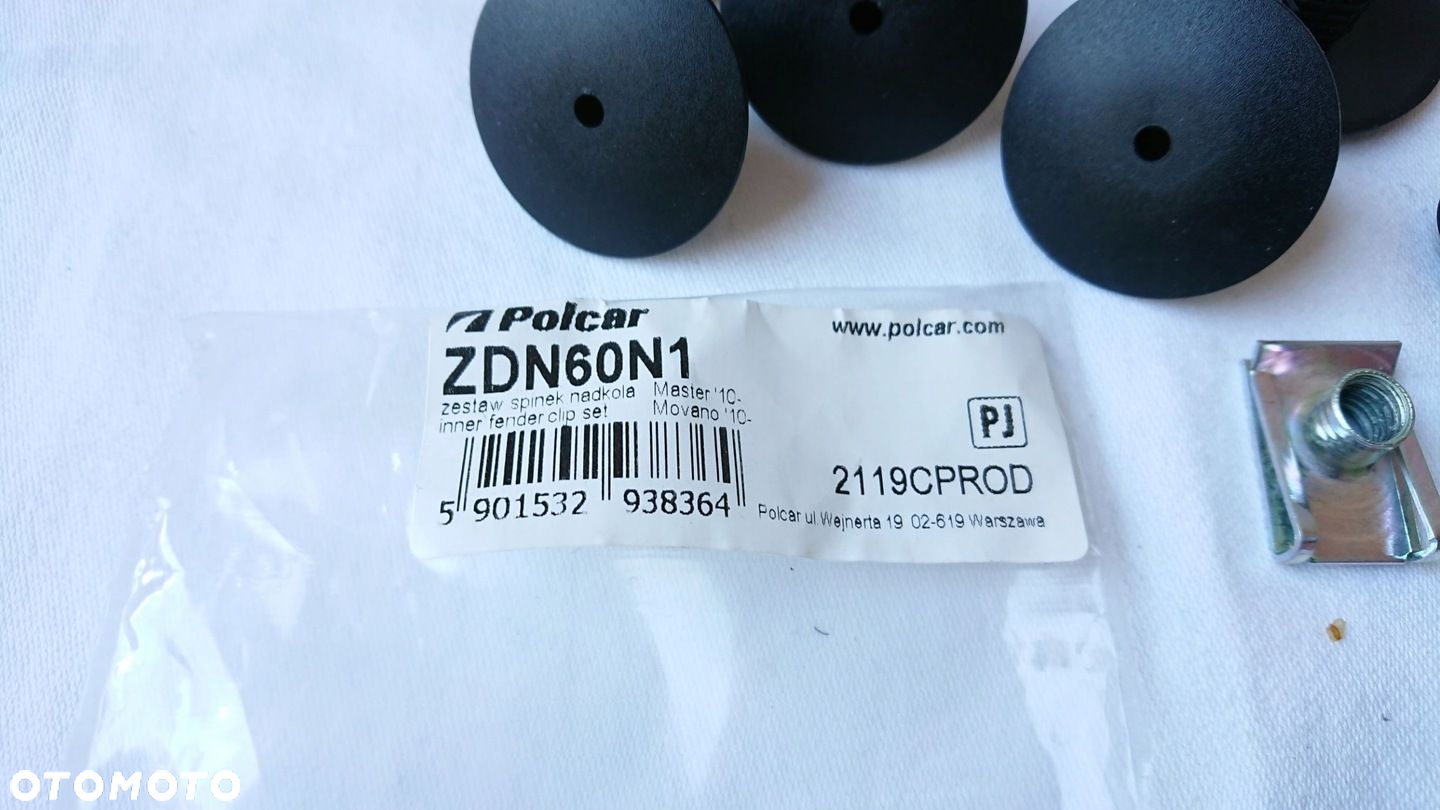 Polcar
www.polcar.com
ZDN60N1
zestaw spinek nadkola Master '10-
inner fender clip set Movano '10-
PJ
2119CPROD
5 901532 938364
Polcar ul.Wejnerta 19 02-619 Warszawa
OTOMOTO